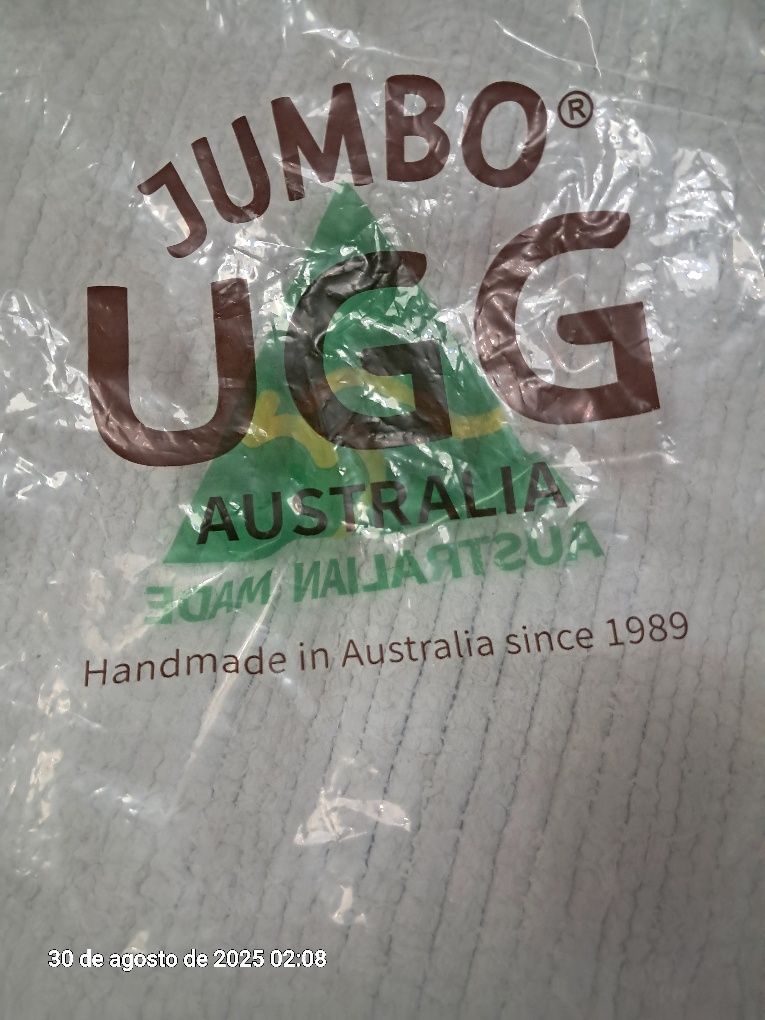 JUMBO®
UGG
AUSTRALIA
AUSTRALIAN MADE
Handmade in Australia since 1989
30 de agosto de 2025 02:08